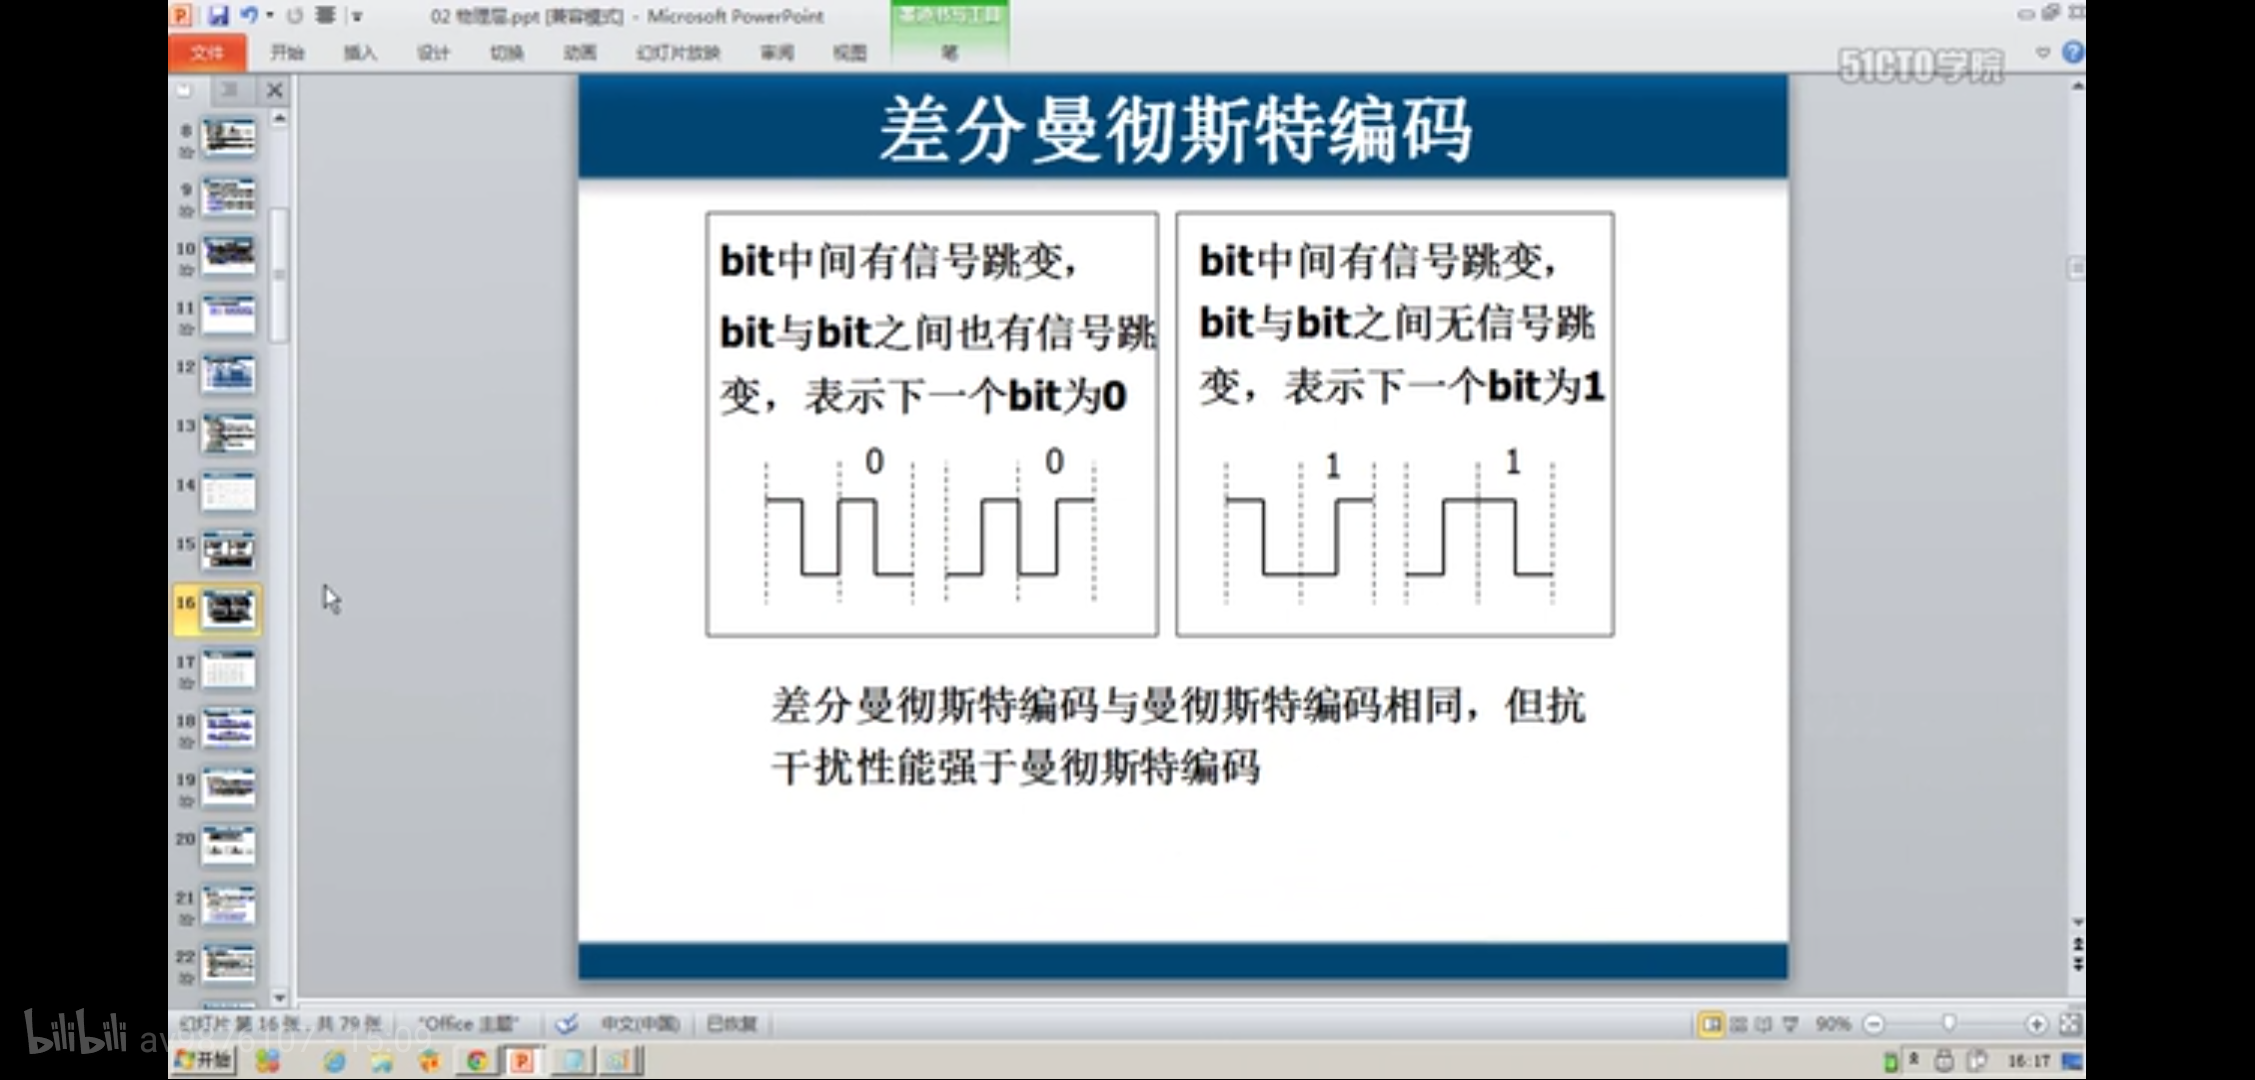 02 物理层.ppt [兼容模式] - Microsoft PowerPoint
墨迹书写工具
文件 开始 插入 设计 切换 动画 幻灯片放映 审阅 视图 笔
51CTO学院
差分曼彻斯特编码
bit中间有信号跳变，
bit与bit之间也有信号跳
变，表示下一个bit为0
0 0
bit中间有信号跳变，
bit与bit之间无信号跳
变，表示下一个bit为1
1 1
差分曼彻斯特编码与曼彻斯特编码相同，但抗
干扰性能强于曼彻斯特编码
8
9
10
11
12
13
14
15
16
17
18
19
20
21
22
幻灯片 第 16 张，共 79 张 "Office 主题" 中文(中国) 已恢复 90%
bilibili
开始 16:17